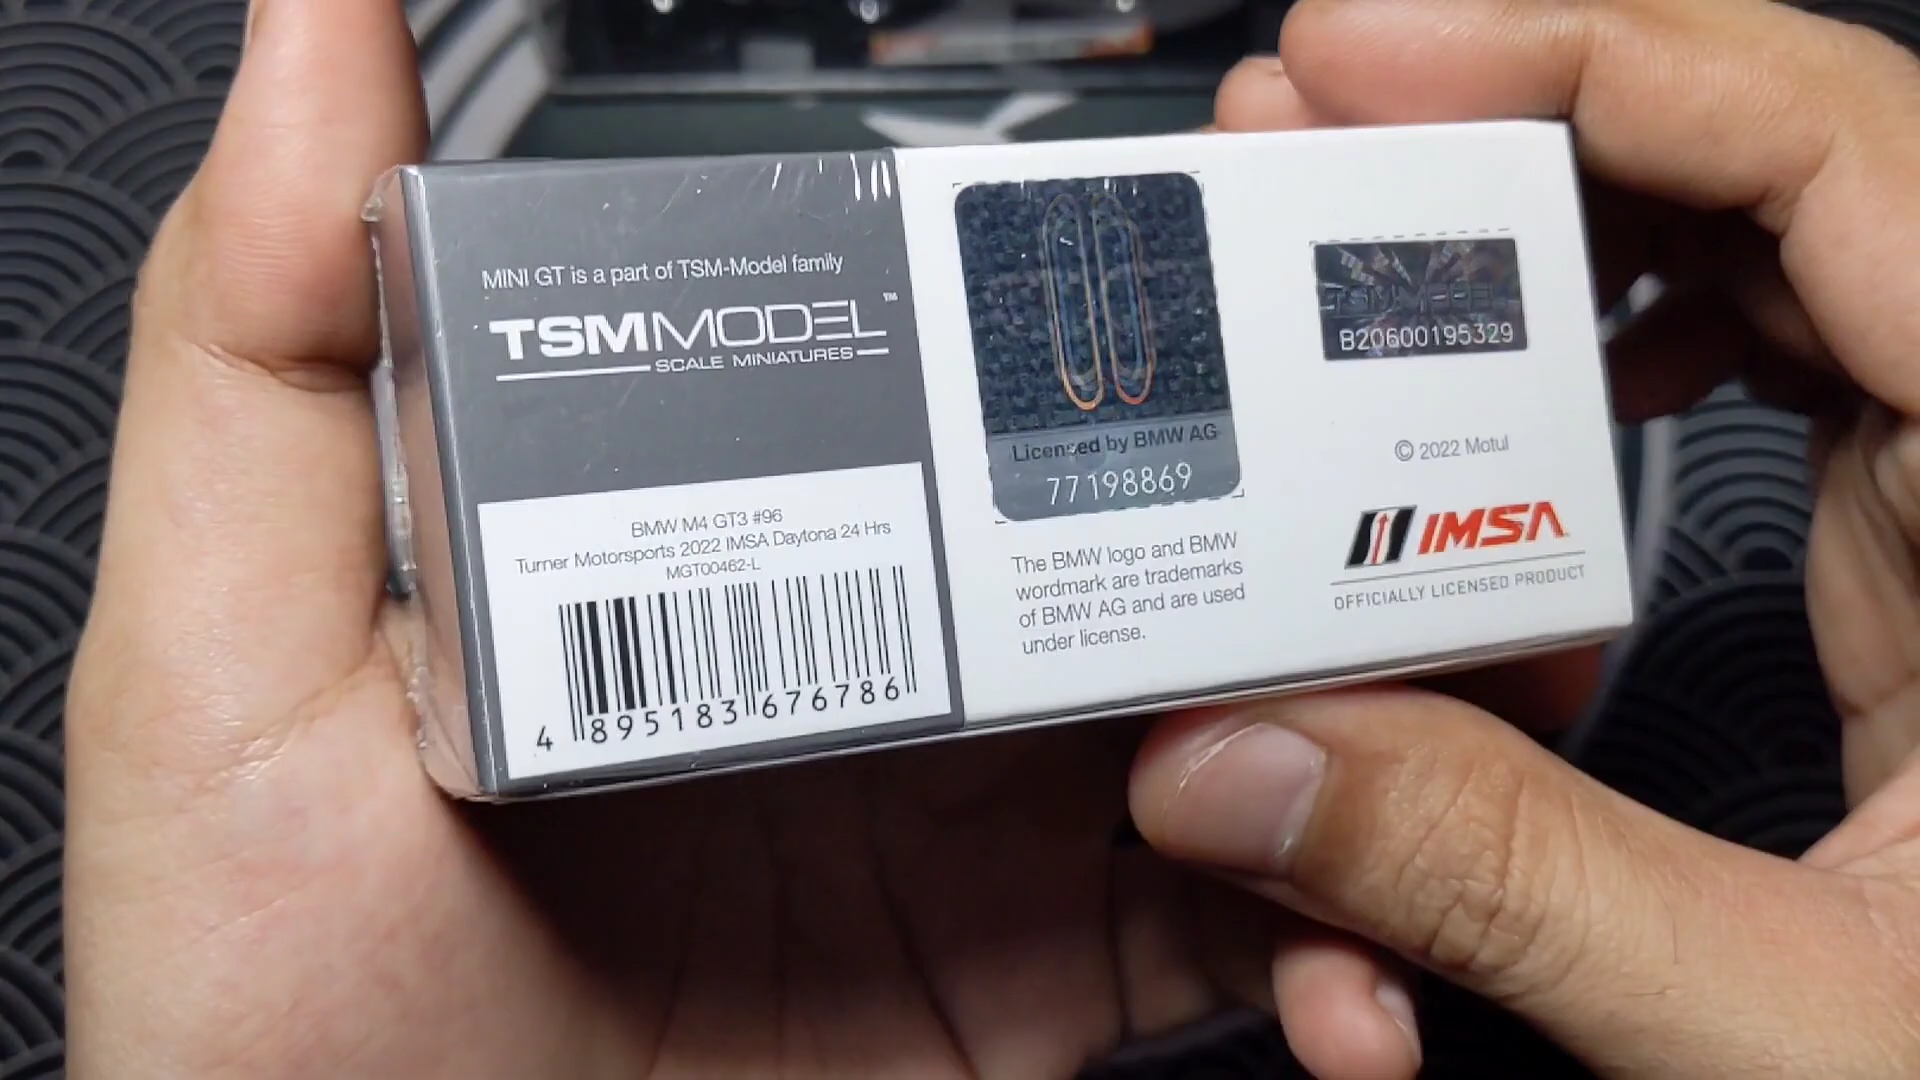 MINI GT is a part of TSM-Model family
TSMMODEL™
SCALE MINIATURES
BMW M4 GT3 #96
Turner Motorsports 2022 IMSA Daytona 24 Hrs
MGT00462-L
4 895183 676786
Licensed by BMW AG
77198869
The BMW logo and BMW
wordmark are trademarks
of BMW AG and are used
under license.
TSM MODEL
B20600195329
© 2022 Motul
IMSA
OFFICIALLY LICENSED PRODUCT